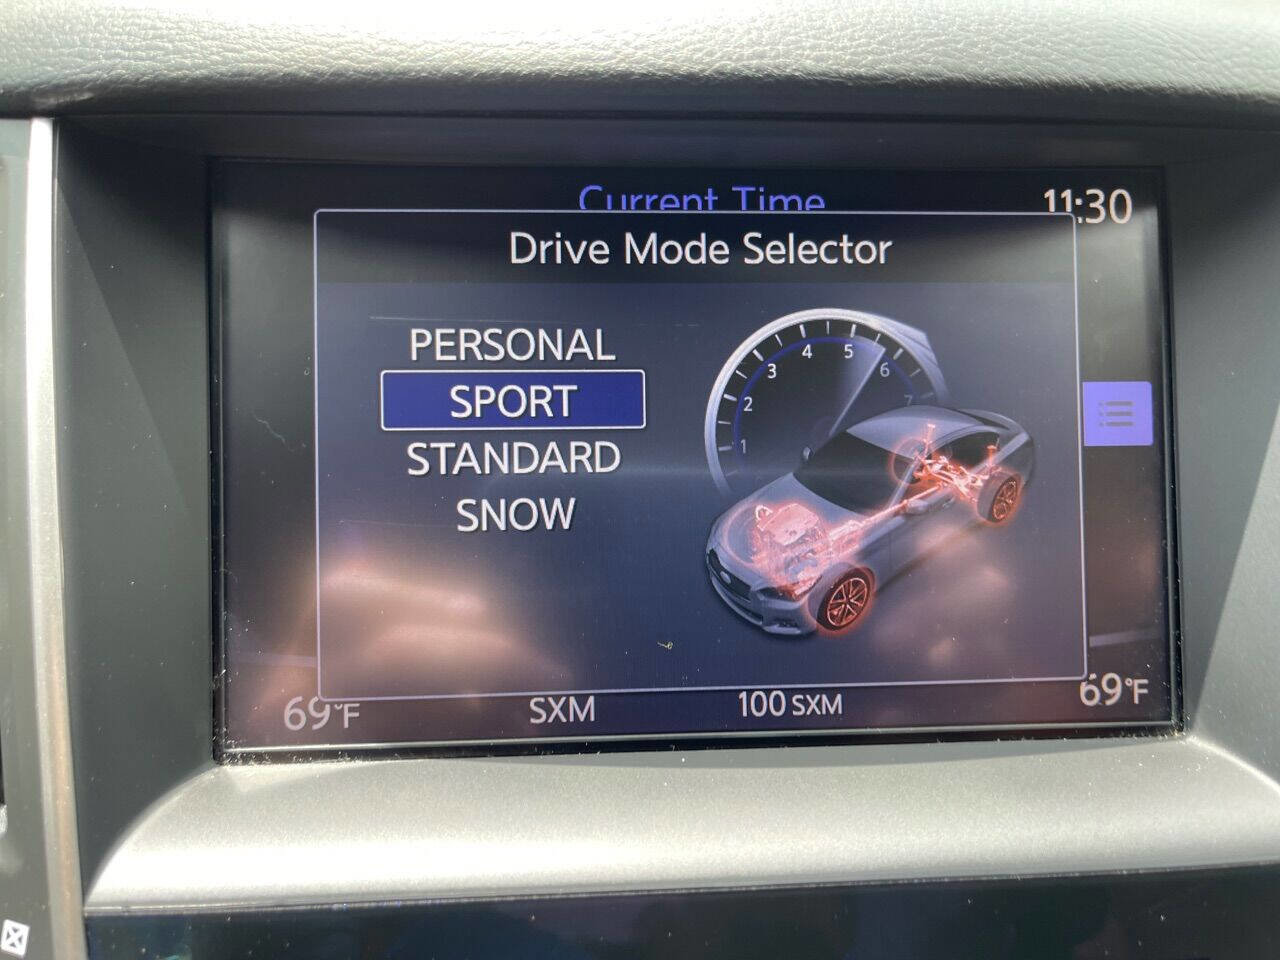 Current Time
11:30
Drive Mode Selector
PERSONAL
SPORT
STANDARD
SNOW
1
2
3
4
5
6
7
69°F
SXM
100 SXM
69°F